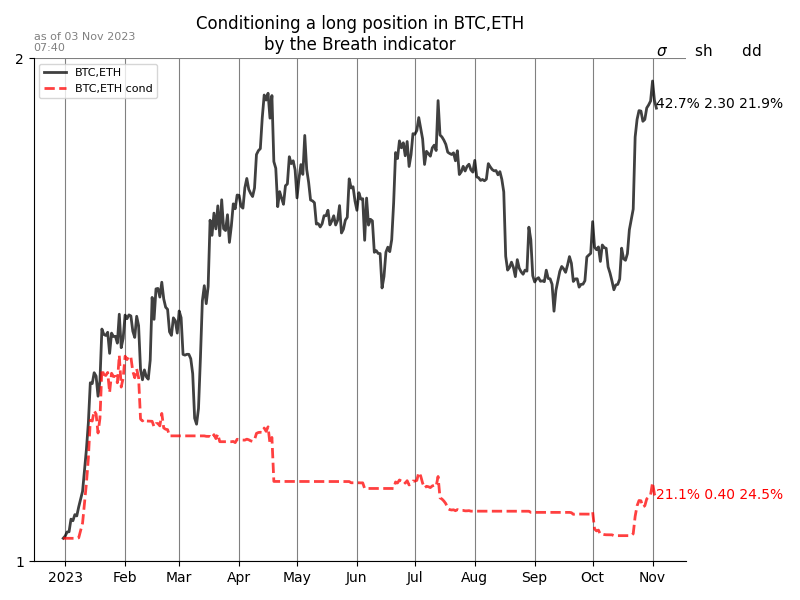 Conditioning a long position in BTC,ETH
by the Breath indicator
as of 03 Nov 2023
07:40
σ sh dd
2
BTC,ETH
BTC,ETH cond
42.7% 2.30 21.9%
21.1% 0.40 24.5%
1
2023 Feb Mar Apr May Jun Jul Aug Sep Oct Nov